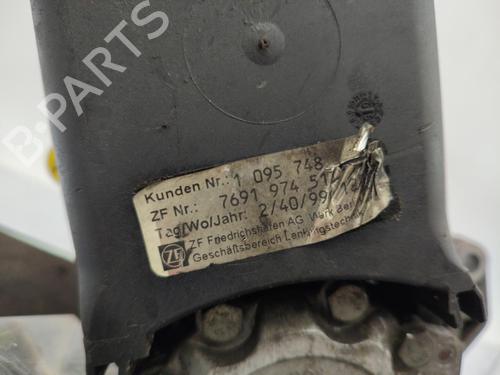 B-PARTS
Kunden Nr.: 1 095 748
ZF Nr.: 7691 974 51
Tag/Wo/Jahr: 2/40/99
ZF Friedrichshafen AG Werk
ZF Geschäftsbereich Lenkungstechnik